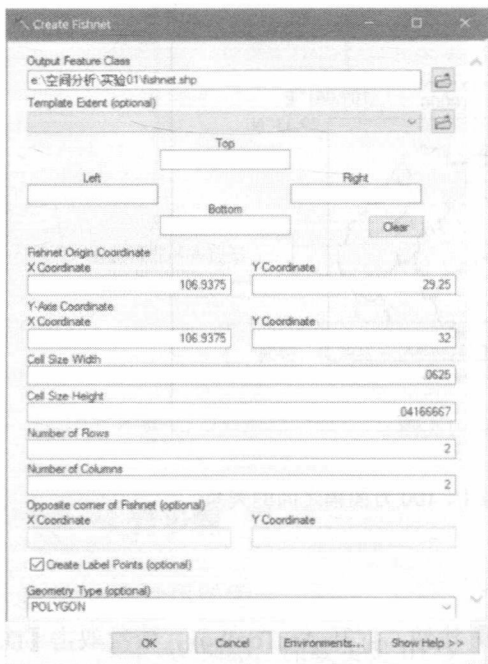 Create Fishnet
Output Feature Class
e:\空间分析\实验01\fishnet.shp
Template Extent (optional)
Top
Left Right
Bottom
Clear
Fishnet Origin Coordinate
X Coordinate Y Coordinate
106.9375 29.25
Y-Axis Coordinate
X Coordinate Y Coordinate
106.9375 32
Cell Size Width
.0625
Cell Size Height
.04166667
Number of Rows
2
Number of Columns
2
Opposite corner of Fishnet (optional)
X Coordinate Y Coordinate
Create Label Points (optional)
Geometry Type (optional)
POLYGON
OK Cancel Environments... Show Help >>